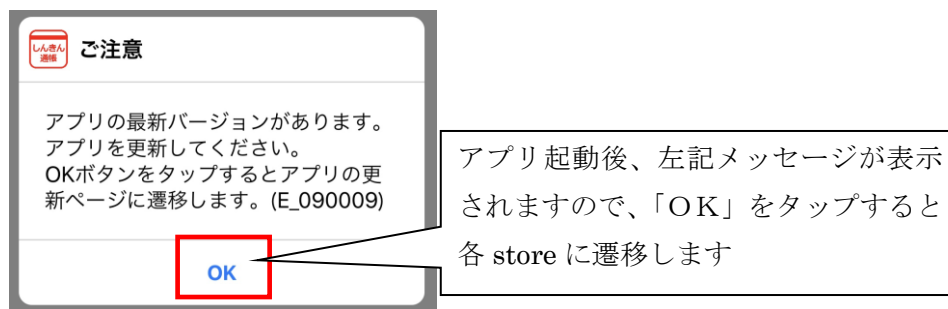 しんきん
通帳
ご注意
アプリの最新バージョンがあります。
アプリを更新してください。
OKボタンをタップするとアプリの更
新ページに遷移します。(E_090009)
OK
アプリ起動後、左記メッセージが表示
されますので、「ＯＫ」をタップすると
各 store に遷移します